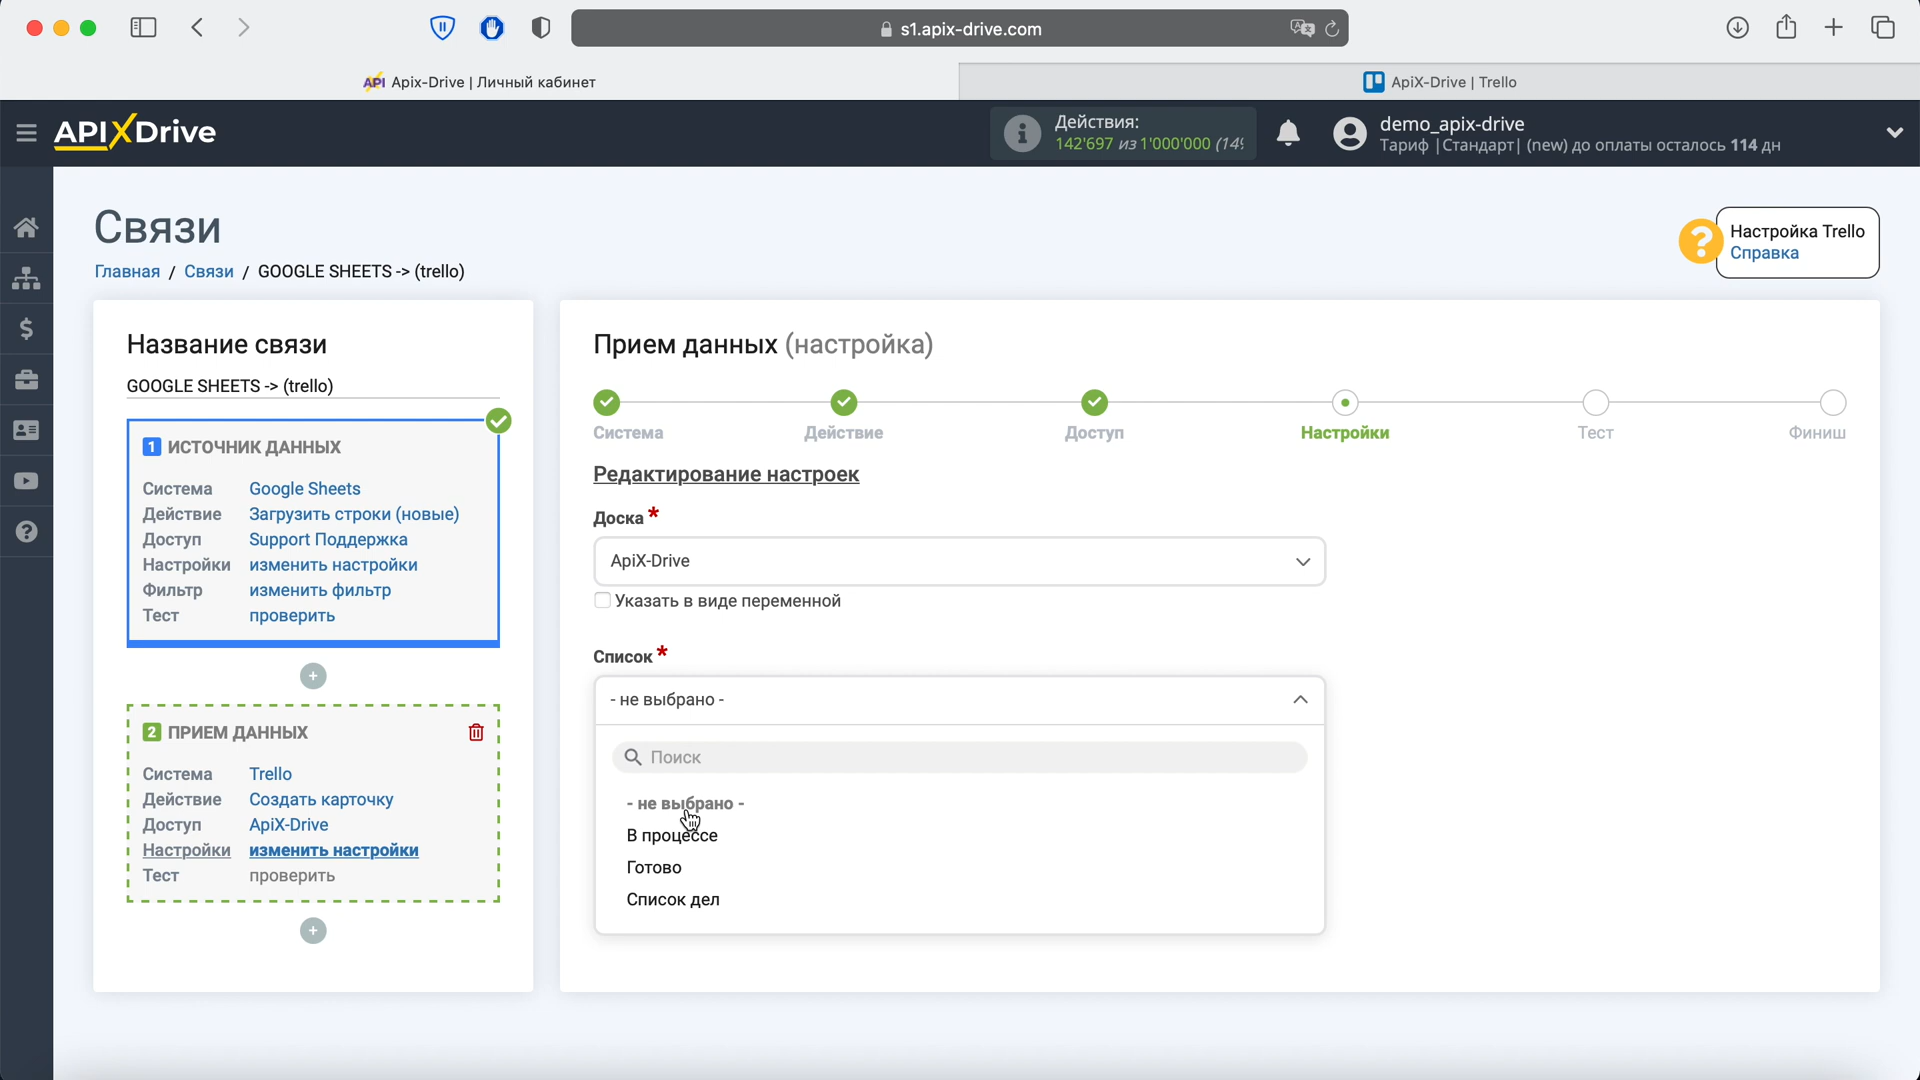 s1.apix-drive.com
API Apix-Drive | Личный кабинет
ApiX-Drive | Trello
APIXDrive
Действия:
142'697 из 1'000'000 (14%
demo_apix-drive
Тариф |Стандарт| (new) до оплаты осталось 114 дн
Связи
Главная / Связи / GOOGLE SHEETS -> (trello)
Настройка Trello
Справка
Название связи
GOOGLE SHEETS -> (trello)
1 ИСТОЧНИК ДАННЫХ
Система Google Sheets
Действие Загрузить строки (новые)
Доступ Support Поддержка
Настройки изменить настройки
Фильтр изменить фильтр
Тест проверить
2 ПРИЕМ ДАННЫХ
Система Trello
Действие Создать карточку
Доступ ApiX-Drive
Настройки изменить настройки
Тест проверить
Прием данных (настройка)
Система Действие Доступ Настройки Тест Финиш
Редактирование настроек
Доска *
ApiX-Drive
Указать в виде переменной
Список *
- не выбрано -
Поиск
- не выбрано -
В процессе
Готово
Список дел